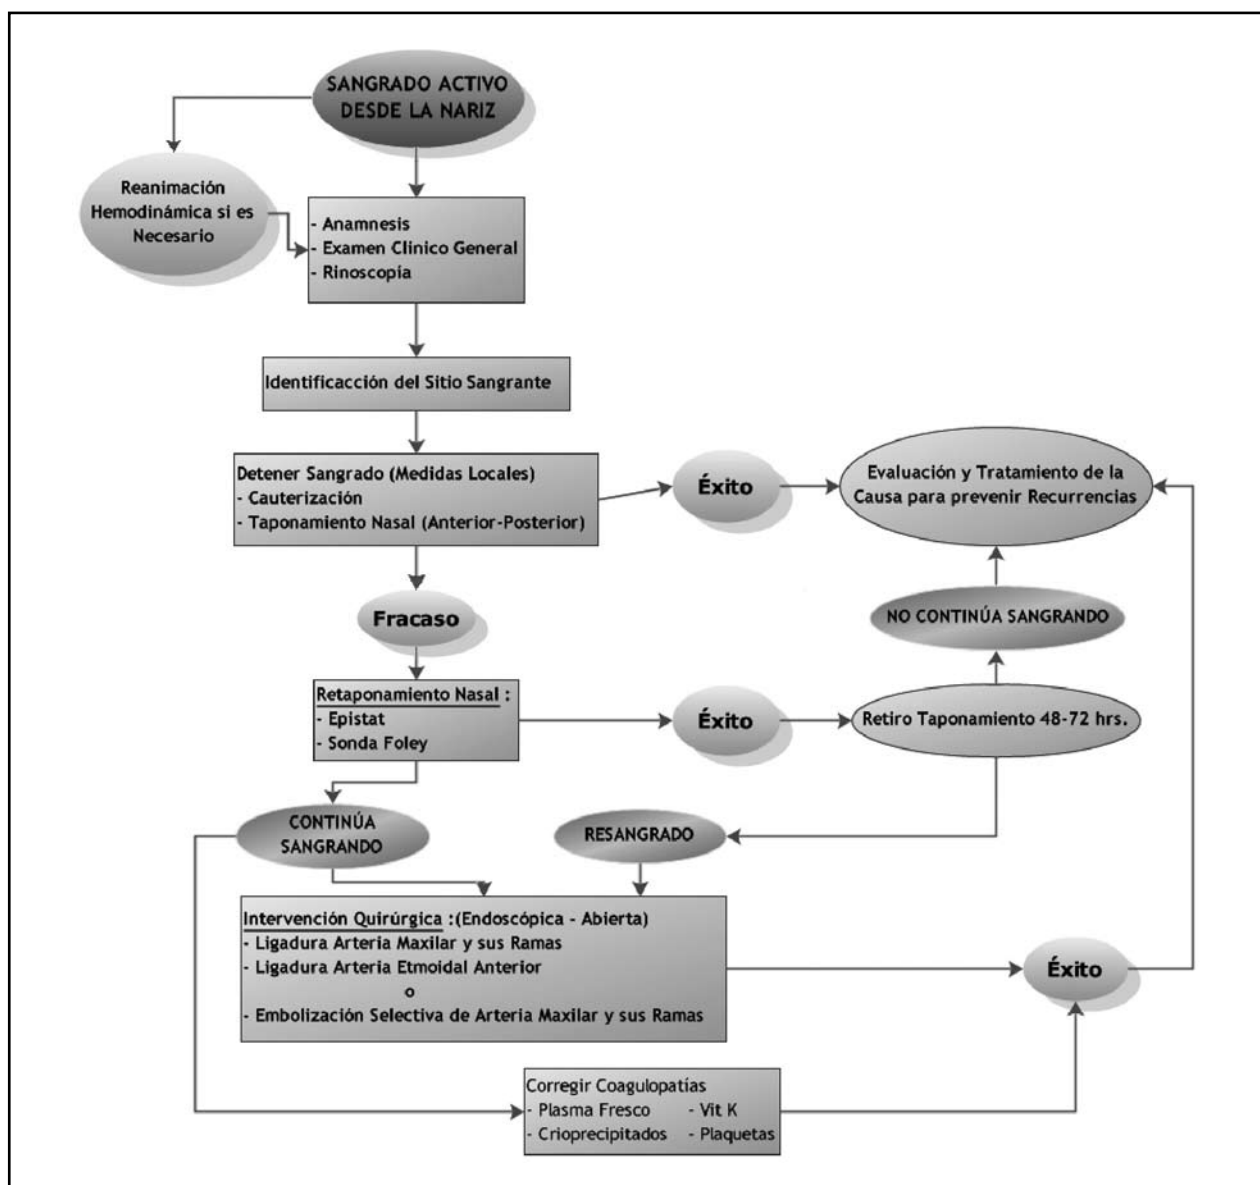 SANGRADO ACTIVO
DESDE LA NARIZ
Reanimación
Hemodinámica si es
Necesario
- Anamnesis
- Examen Clínico General
- Rinoscopía
Identificacción del Sitio Sangrante
Detener Sangrado (Medidas Locales)
- Cauterización
- Taponamiento Nasal (Anterior-Posterior)
Éxito
Evaluación y Tratamiento de la
Causa para prevenir Recurrencias
Fracaso
NO CONTINÚA SANGRANDO
Retaponamiento Nasal :
- Epistat
- Sonda Foley
Éxito
Retiro Taponamiento 48-72 hrs.
CONTINÚA
SANGRANDO
RESANGRADO
Intervención Quirúrgica :(Endoscópica - Abierta)
- Ligadura Arteria Maxilar y sus Ramas
- Ligadura Arteria Etmoidal Anterior
o
- Embolización Selectiva de Arteria Maxilar y sus Ramas
Éxito
Corregir Coagulopatías
- Plasma Fresco - Vit K
- Crioprecipitados - Plaquetas